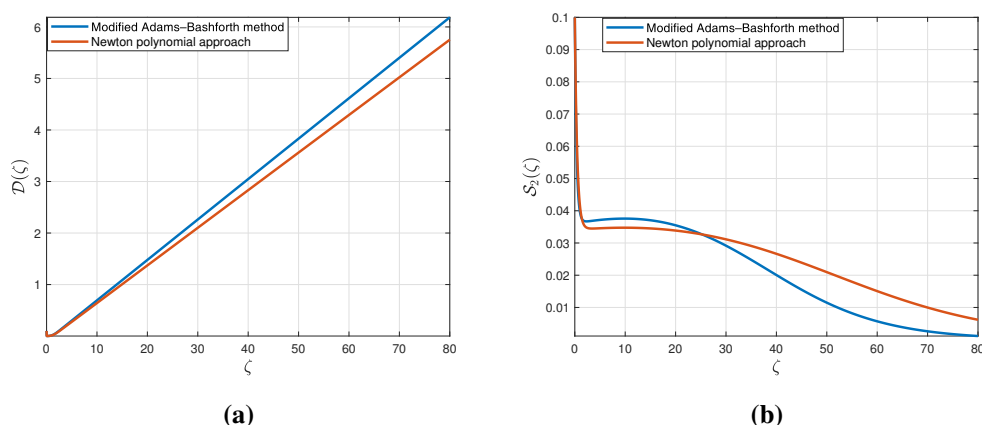 Modified Adams–Bashforth method
Newton polynomial approach
6
5
4
3
2
1
0 10 20 30 40 50 60 70 80
𝒟(ζ)
ζ
(a)
Modified Adams–Bashforth method
Newton polynomial approach
0.1
0.09
0.08
0.07
0.06
0.05
0.04
0.03
0.02
0.01
0 10 20 30 40 50 60 70 80
𝒮₂(ζ)
ζ
(b)